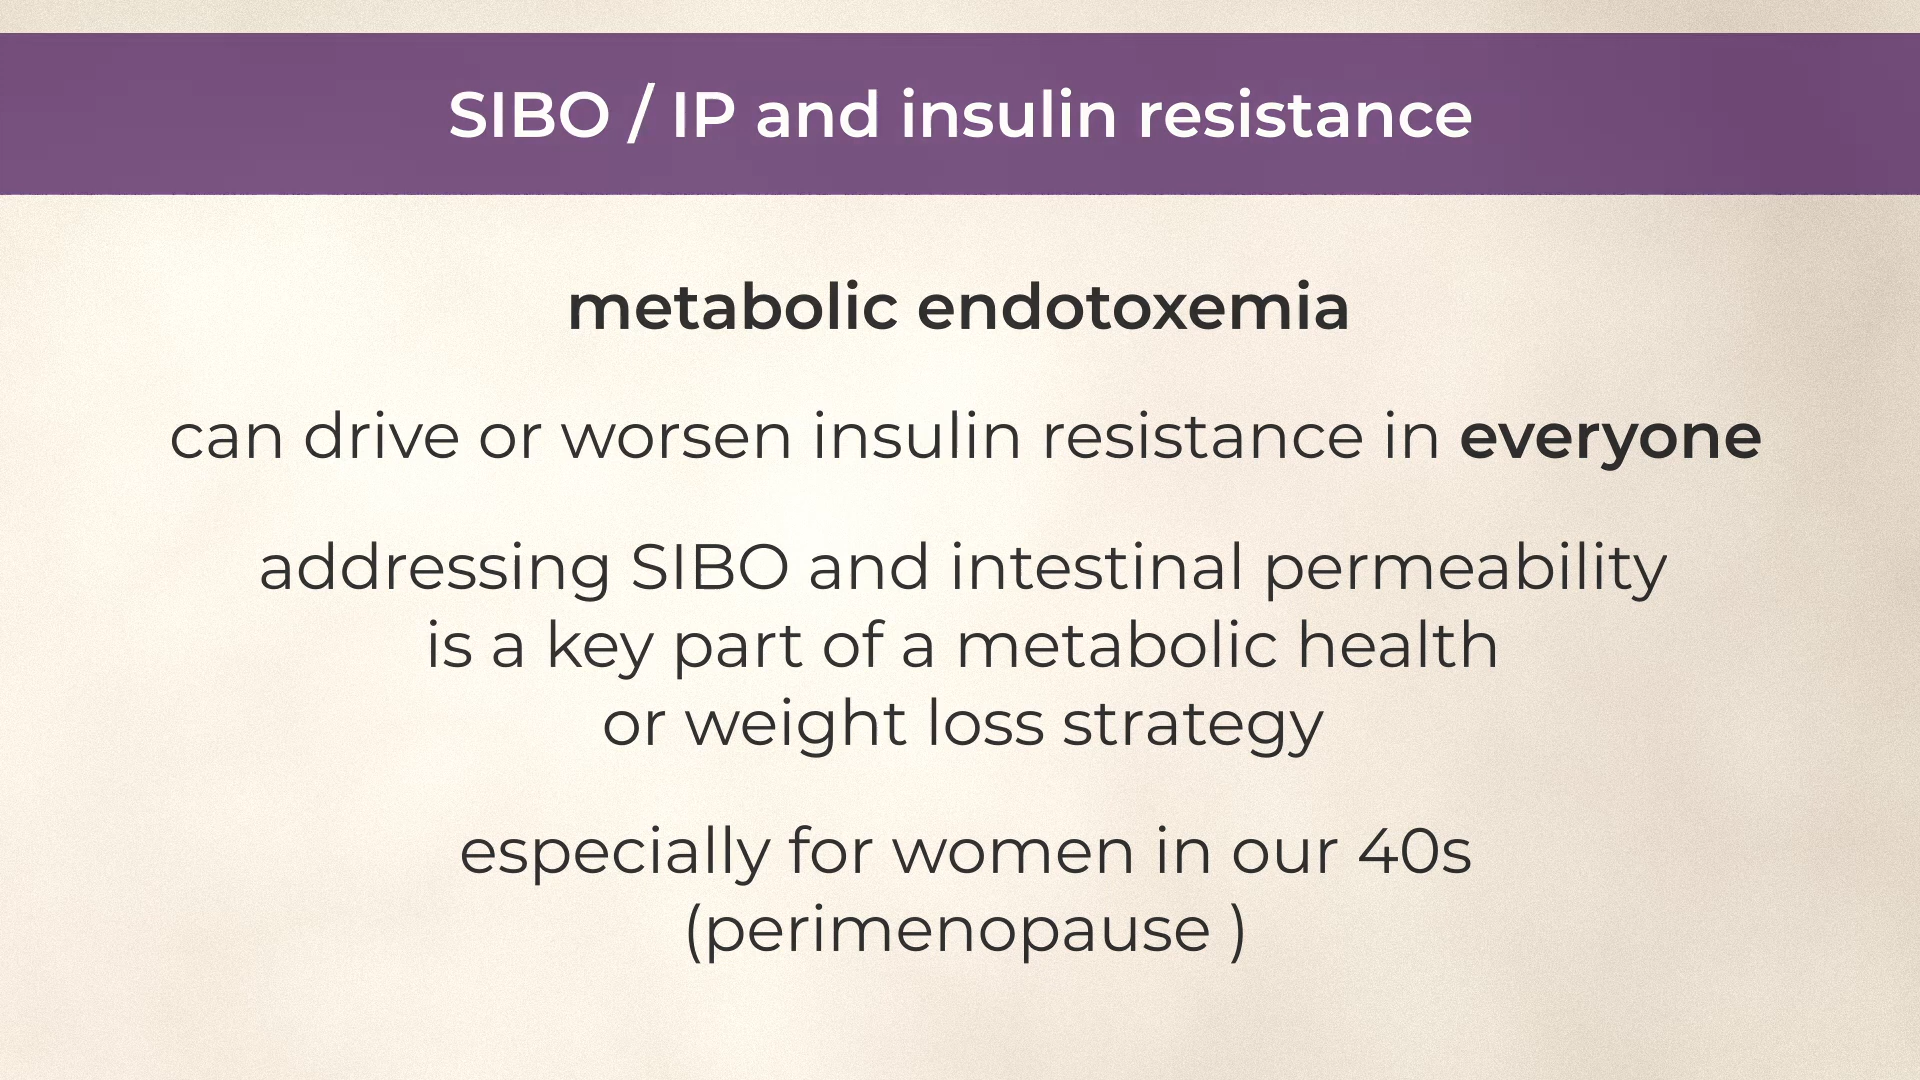 SIBO / IP and insulin resistance
metabolic endotoxemia
can drive or worsen insulin resistance in everyone
addressing SIBO and intestinal permeability
is a key part of a metabolic health
or weight loss strategy
especially for women in our 40s
(perimenopause )